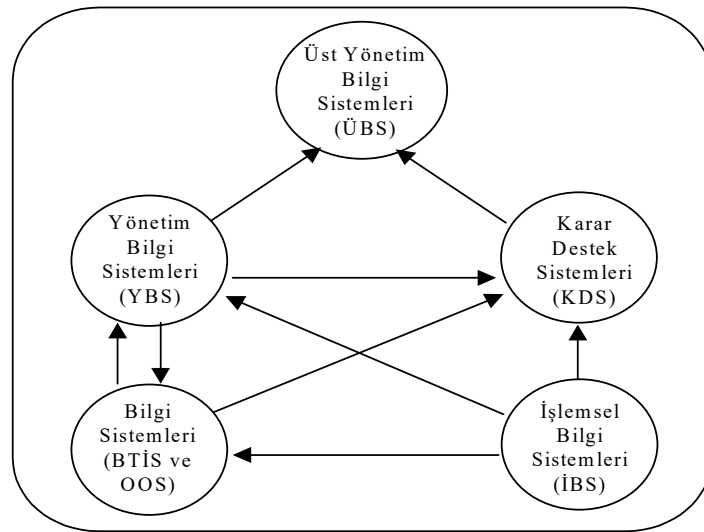 Üst Yönetim
Bilgi
Sistemleri
(ÜBS)
Yönetim
Bilgi
Sistemleri
(YBS)
Karar
Destek
Sistemleri
(KDS)
Bilgi
Sistemleri
(BTİS ve
OOS)
İşlemsel
Bilgi
Sistemleri
(İBS)